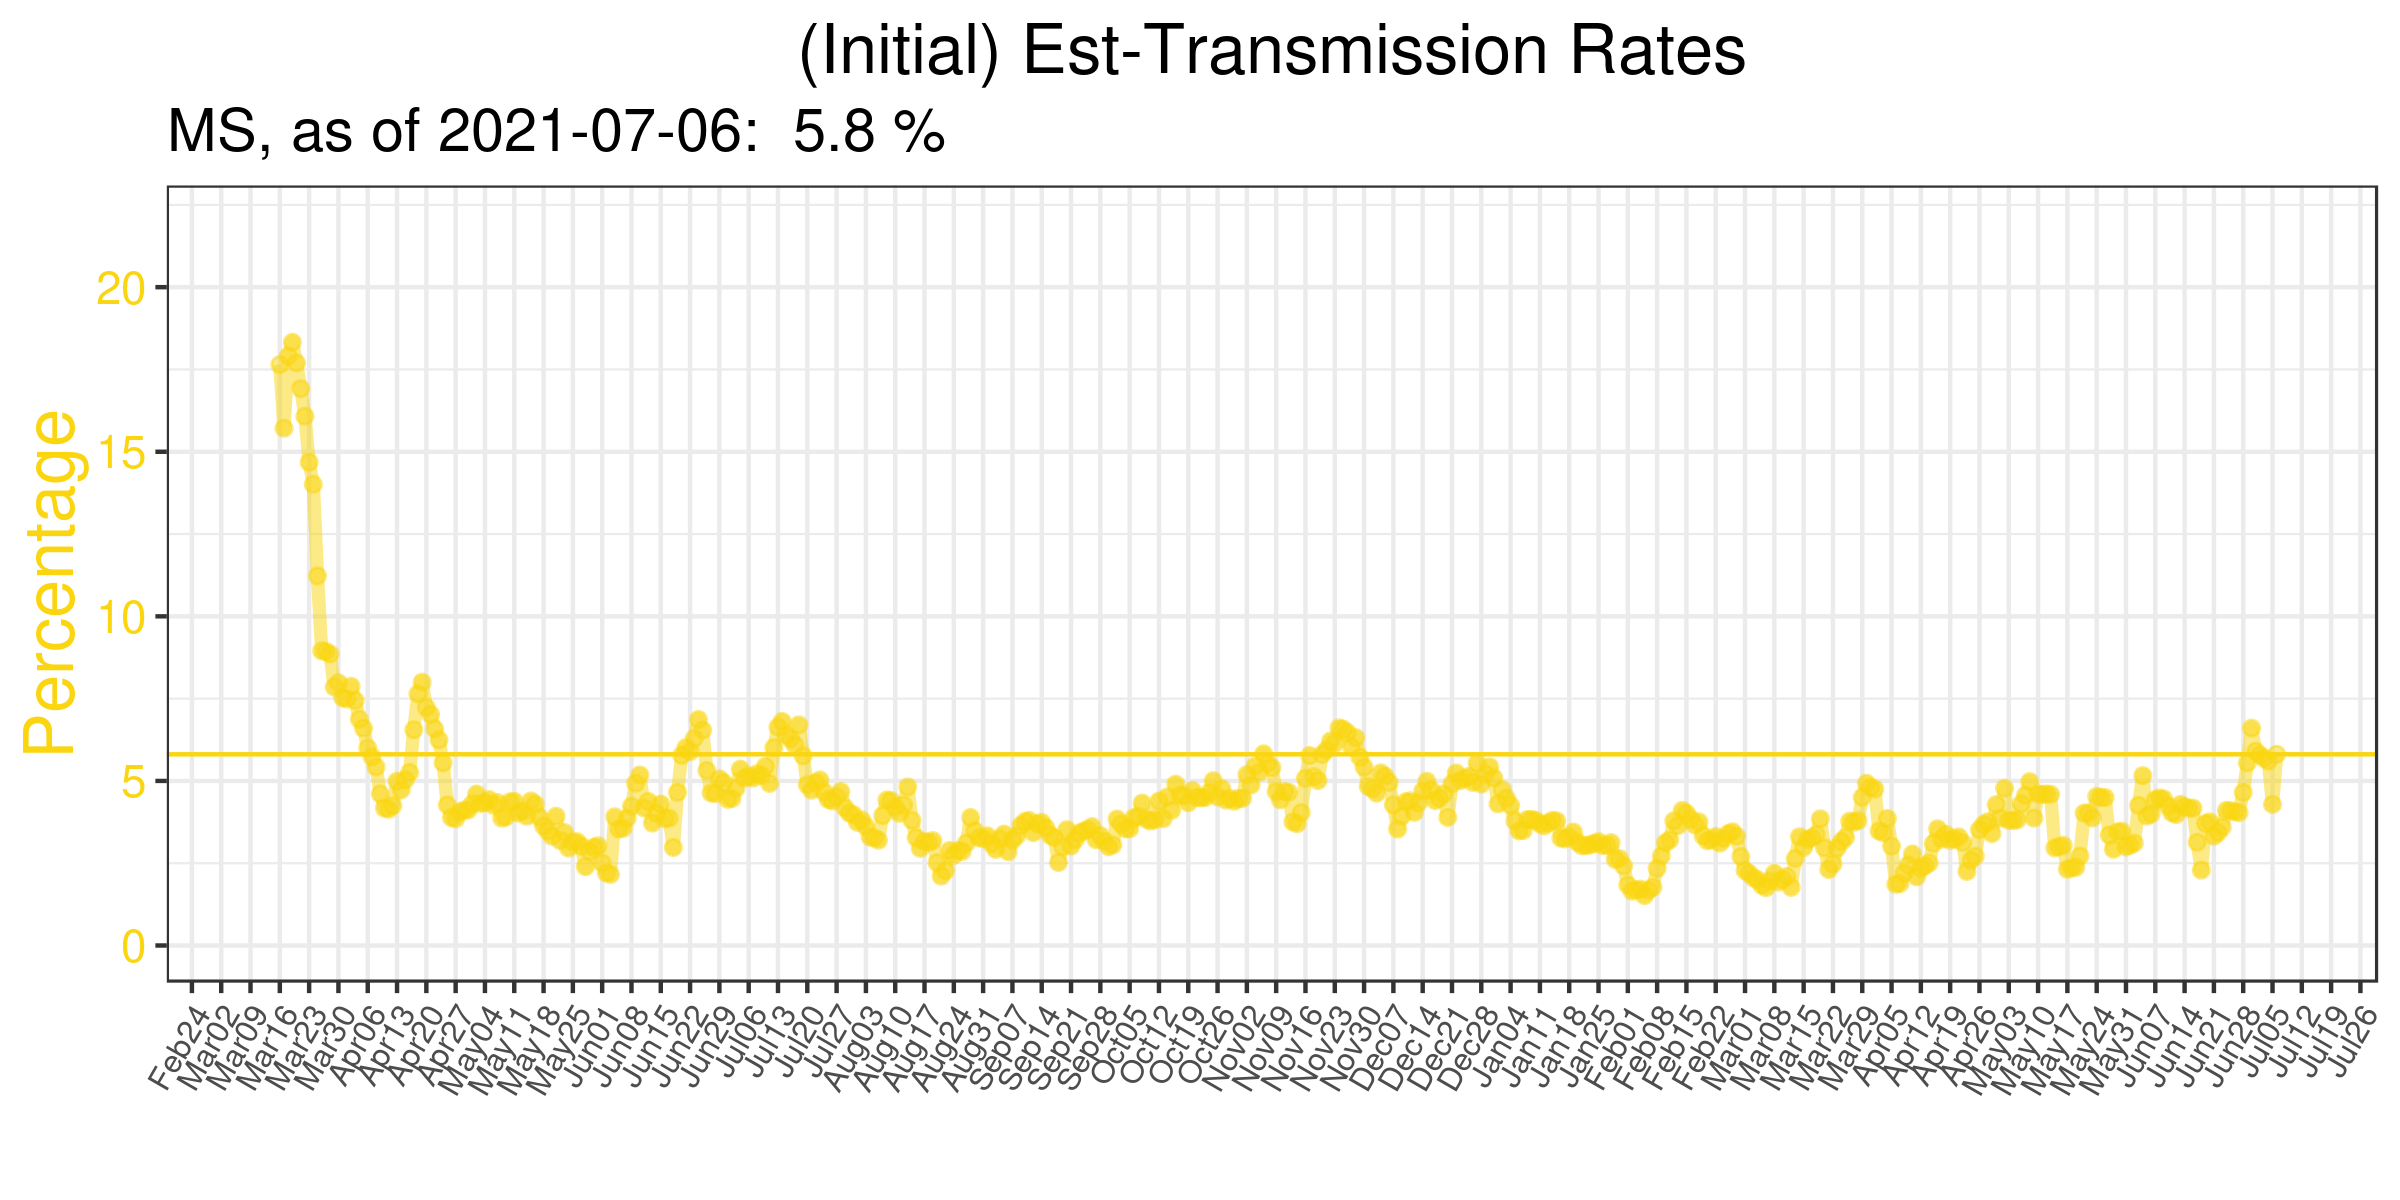 (Initial) Est-Transmission Rates
MS, as of 2021-07-06:  5.8 %
Percentage
20
15
10
5
0
Feb24
Mar02
Mar09
Mar16
Mar23
Mar30
Apr06
Apr13
Apr20
Apr27
May04
May11
May18
May25
Jun01
Jun08
Jun15
Jun22
Jun29
Jul06
Jul13
Jul20
Jul27
Aug03
Aug10
Aug17
Aug24
Aug31
Sep07
Sep14
Sep21
Sep28
Oct05
Oct12
Oct19
Oct26
Nov02
Nov09
Nov16
Nov23
Nov30
Dec07
Dec14
Dec21
Dec28
Jan04
Jan11
Jan18
Jan25
Feb01
Feb08
Feb15
Feb22
Mar01
Mar08
Mar15
Mar22
Mar29
Apr05
Apr12
Apr19
Apr26
May03
May10
May17
May24
May31
Jun07
Jun14
Jun21
Jun28
Jul05
Jul12
Jul19
Jul26